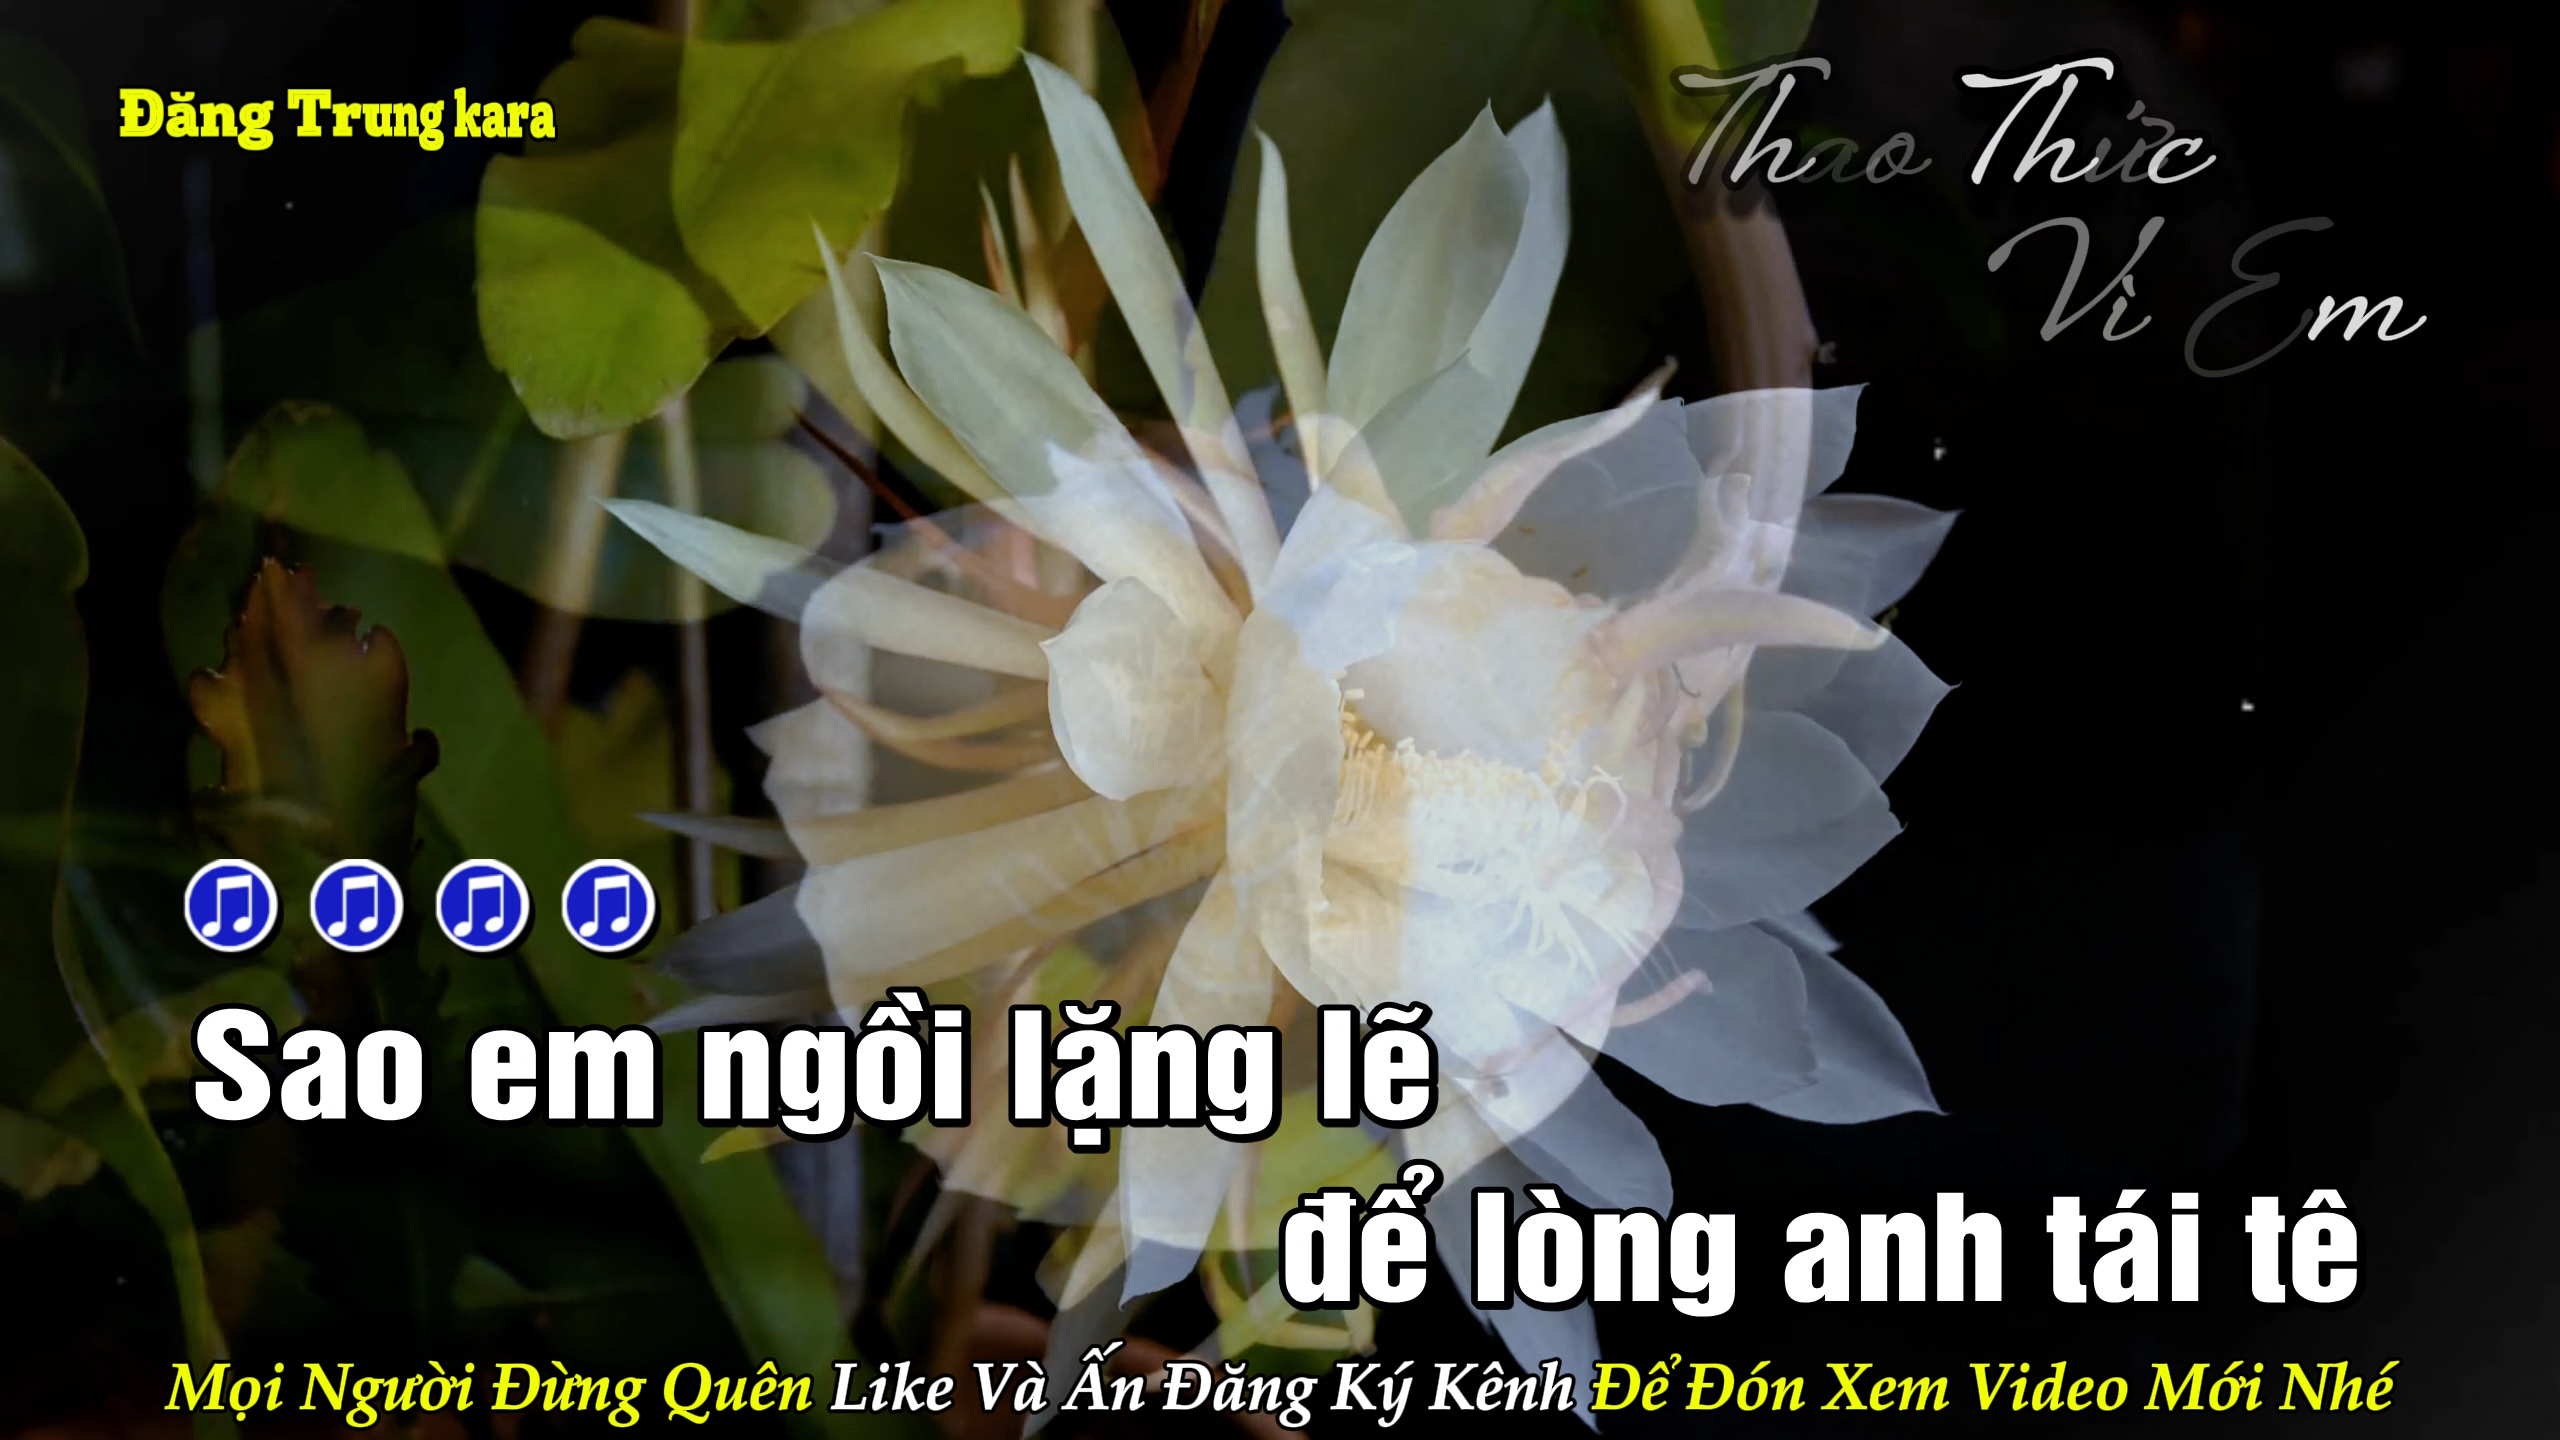 Đăng Trung kara
Thao Thức
Vì Em
Sao em ngồi lặng lẽ
để lòng anh tái tê
Mọi Người Đừng Quên Like Và Ấn Đăng Ký Kênh Để Đón Xem Video Mới Nhé